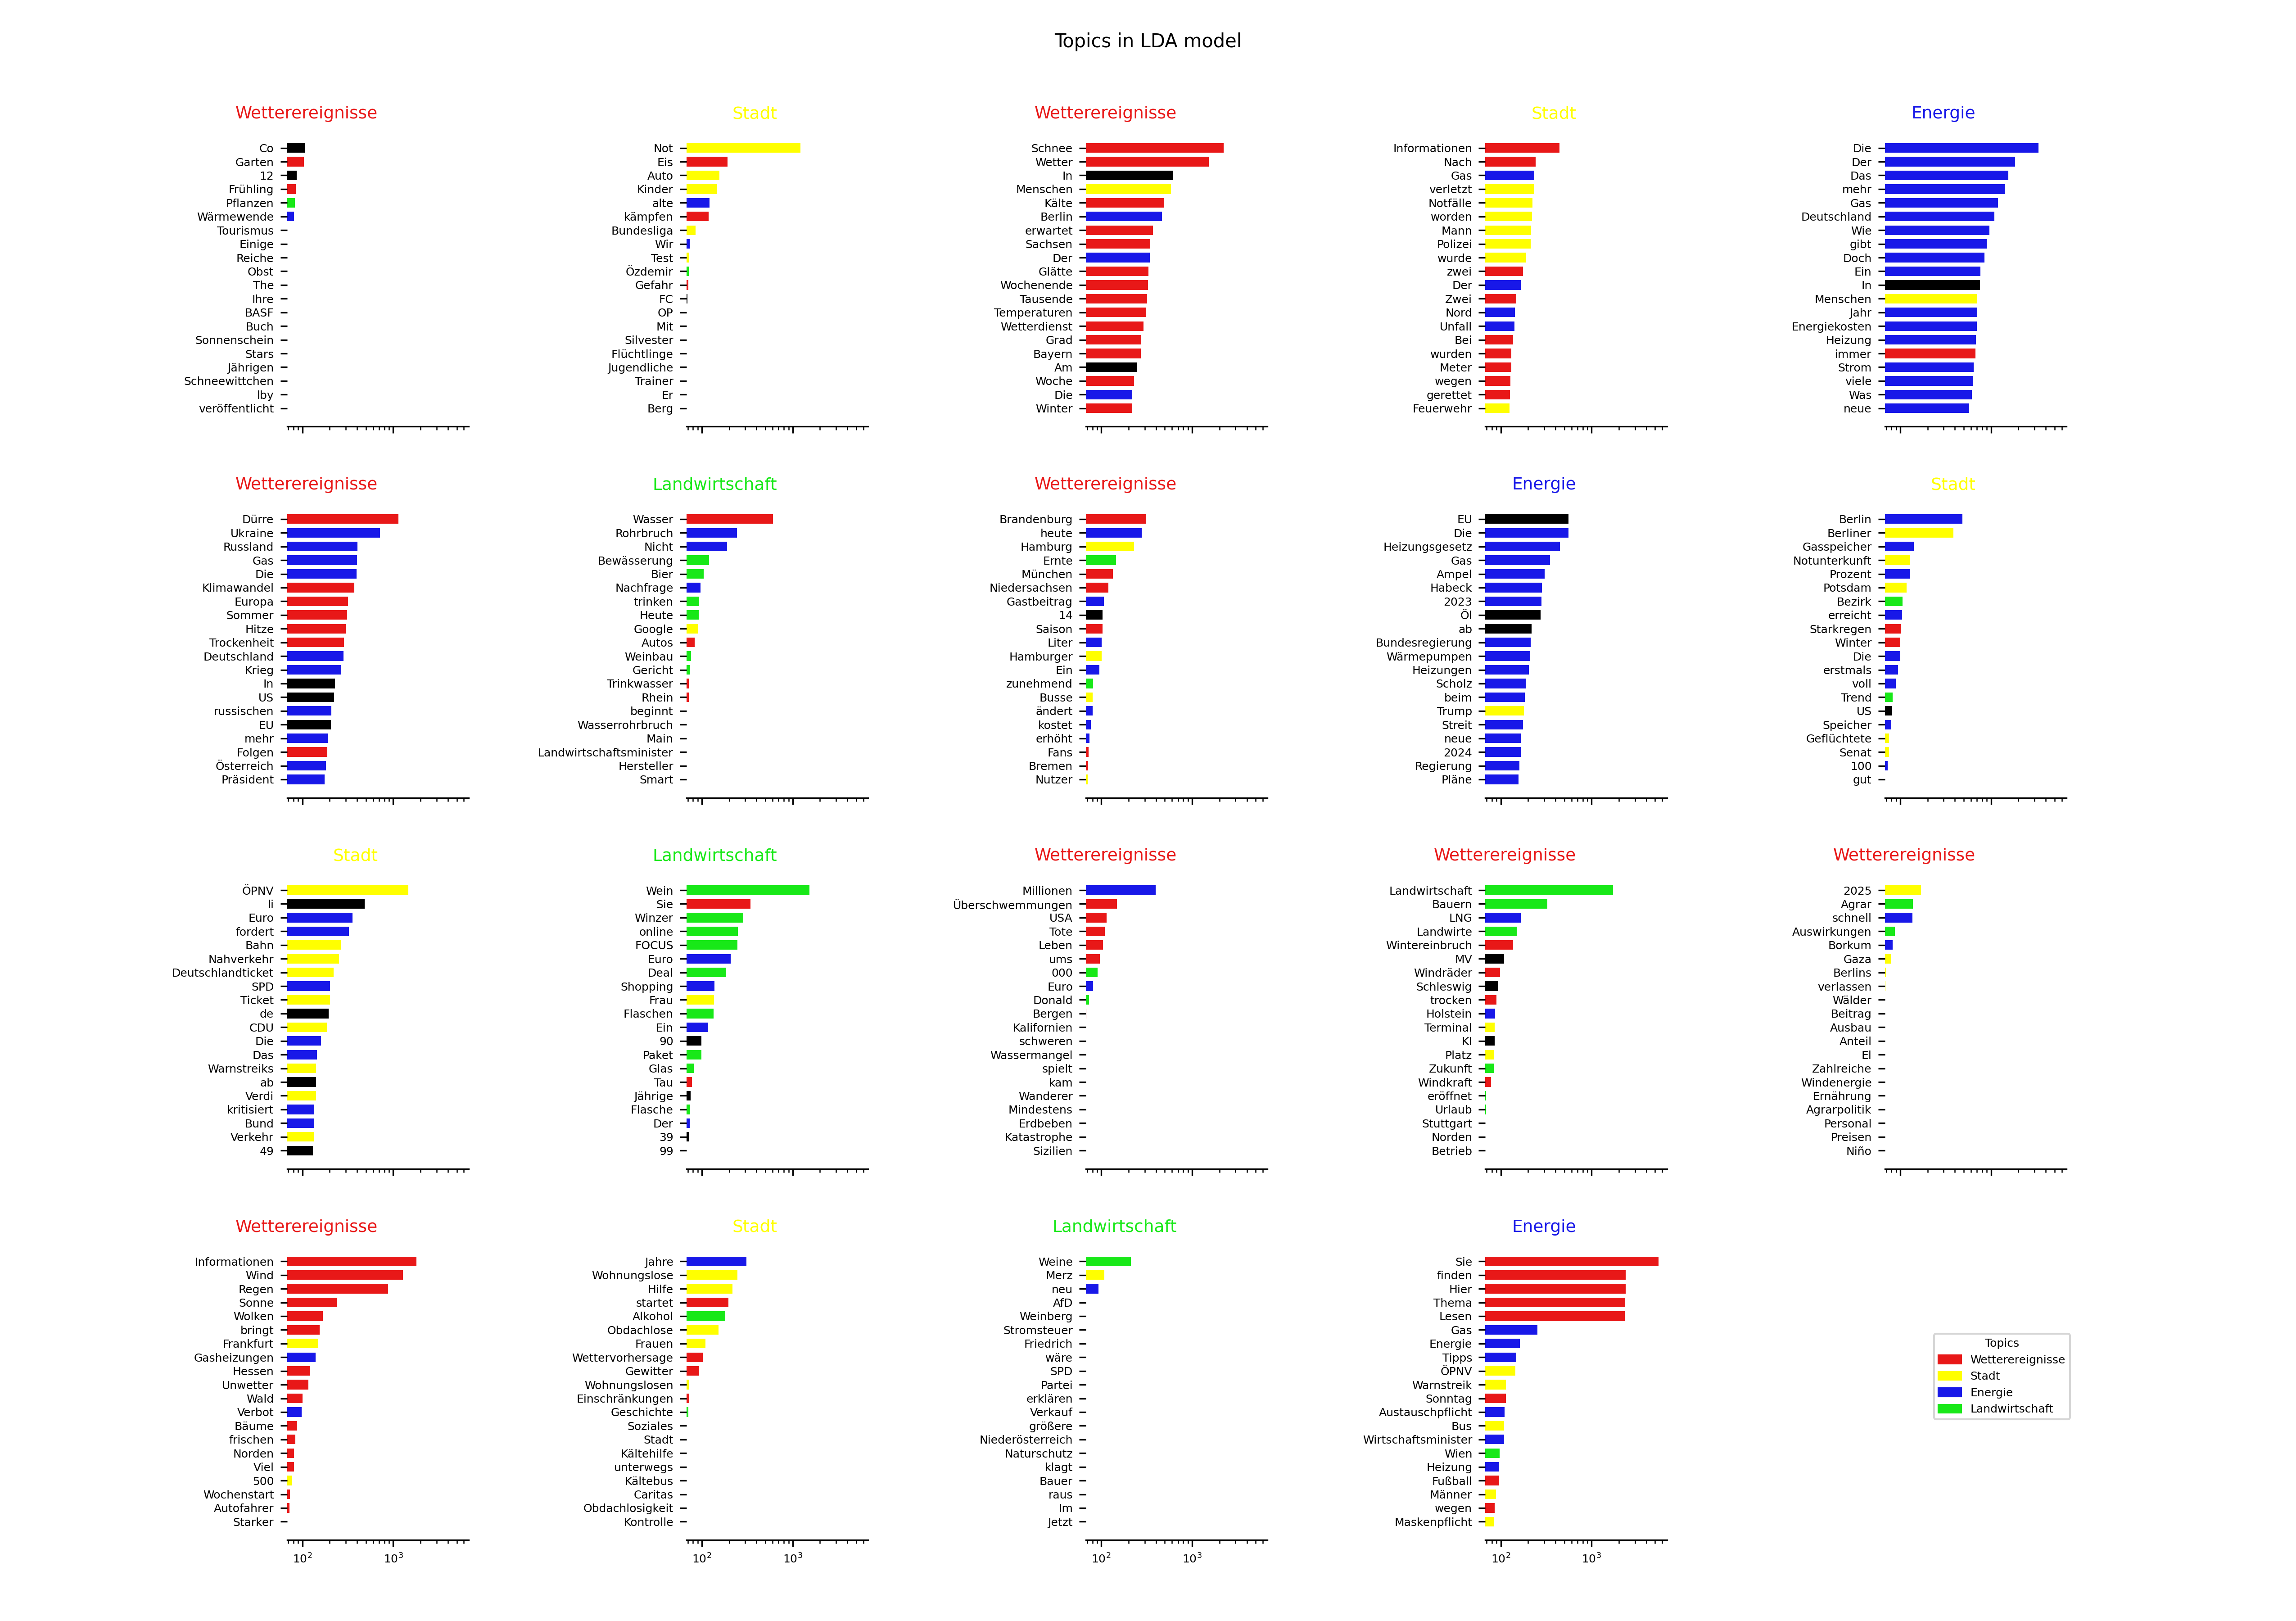 Topics in LDA model
Wetterereignisse
Co
Garten
12
Frühling
Pflanzen
Wärmewende
Tourismus
Einige
Reiche
Obst
The
Ihre
BASF
Buch
Sonnenschein
Stars
Jährigen
Schneewittchen
lby
veröffentlicht
Stadt
Not
Eis
Auto
Kinder
alte
kämpfen
Bundesliga
Wir
Test
Özdemir
Gefahr
FC
OP
Mit
Silvester
Flüchtlinge
Jugendliche
Trainer
Er
Berg
Wetterereignisse
Schnee
Wetter
In
Menschen
Kälte
Berlin
erwartet
Sachsen
Der
Glätte
Wochenende
Tausende
Temperaturen
Wetterdienst
Grad
Bayern
Am
Woche
Die
Winter
Stadt
Informationen
Nach
Gas
verletzt
Notfälle
worden
Mann
Polizei
wurde
zwei
Der
Zwei
Nord
Unfall
Bei
wurden
Meter
wegen
gerettet
Feuerwehr
Energie
Die
Der
Das
mehr
Gas
Deutschland
Wie
gibt
Doch
Ein
In
Menschen
Jahr
Energiekosten
Heizung
immer
Strom
viele
Was
neue
Wetterereignisse
Dürre
Ukraine
Russland
Gas
Die
Klimawandel
Europa
Sommer
Hitze
Trockenheit
Deutschland
Krieg
In
US
russischen
EU
mehr
Folgen
Österreich
Präsident
Landwirtschaft
Wasser
Rohrbruch
Nicht
Bewässerung
Bier
Nachfrage
trinken
Heute
Google
Autos
Weinbau
Gericht
Trinkwasser
Rhein
beginnt
Wasserrohrbruch
Main
Landwirtschaftsminister
Hersteller
Smart
Wetterereignisse
Brandenburg
heute
Hamburg
Ernte
München
Niedersachsen
Gastbeitrag
14
Saison
Liter
Hamburger
Ein
zunehmend
Busse
ändert
kostet
erhöht
Fans
Bremen
Nutzer
Energie
EU
Die
Heizungsgesetz
Gas
Ampel
Habeck
2023
Öl
ab
Bundesregierung
Wärmepumpen
Heizungen
Scholz
beim
Trump
Streit
neue
2024
Regierung
Pläne
Stadt
Berlin
Berliner
Gasspeicher
Notunterkunft
Prozent
Potsdam
Bezirk
erreicht
Starkregen
Winter
Die
erstmals
voll
Trend
US
Speicher
Geflüchtete
Senat
100
gut
Stadt
ÖPNV
li
Euro
fordert
Bahn
Nahverkehr
Deutschlandticket
SPD
Ticket
de
CDU
Die
Das
Warnstreiks
ab
Verdi
kritisiert
Bund
Verkehr
49
Landwirtschaft
Wein
Sie
Winzer
online
FOCUS
Euro
Deal
Shopping
Frau
Flaschen
Ein
90
Paket
Glas
Tau
Jährige
Flasche
Der
39
99
Wetterereignisse
Millionen
Überschwemmungen
USA
Tote
Leben
ums
000
Euro
Donald
Bergen
Kalifornien
schweren
Wassermangel
spielt
kam
Wanderer
Mindestens
Erdbeben
Katastrophe
Sizilien
Wetterereignisse
Landwirtschaft
Bauern
LNG
Landwirte
Wintereinbruch
MV
Windräder
Schleswig
trocken
Holstein
Terminal
KI
Platz
Zukunft
Windkraft
eröffnet
Urlaub
Stuttgart
Norden
Betrieb
Wetterereignisse
2025
Agrar
schnell
Auswirkungen
Borkum
Gaza
Berlins
verlassen
Wälder
Beitrag
Ausbau
Anteil
El
Zahlreiche
Windenergie
Ernährung
Agrarpolitik
Personal
Preisen
Niño
Wetterereignisse
Informationen
Wind
Regen
Sonne
Wolken
bringt
Frankfurt
Gasheizungen
Hessen
Unwetter
Wald
Verbot
Bäume
frischen
Norden
Viel
500
Wochenstart
Autofahrer
Starker
10²
10³
Stadt
Jahre
Wohnungslose
Hilfe
startet
Alkohol
Obdachlose
Frauen
Wettervorhersage
Gewitter
Wohnungslosen
Einschränkungen
Geschichte
Soziales
Stadt
Kältehilfe
unterwegs
Kältebus
Caritas
Obdachlosigkeit
Kontrolle
10²
10³
Landwirtschaft
Weine
Merz
neu
AfD
Weinberg
Stromsteuer
Friedrich
wäre
SPD
Partei
erklären
Verkauf
größere
Niederösterreich
Naturschutz
klagt
Bauer
raus
Im
Jetzt
10²
10³
Energie
Sie
finden
Hier
Thema
Lesen
Gas
Energie
Tipps
ÖPNV
Warnstreik
Sonntag
Austauschpflicht
Bus
Wirtschaftsminister
Wien
Heizung
Fußball
Männer
wegen
Maskenpflicht
10²
10³
Topics
Wetterereignisse
Stadt
Energie
Landwirtschaft